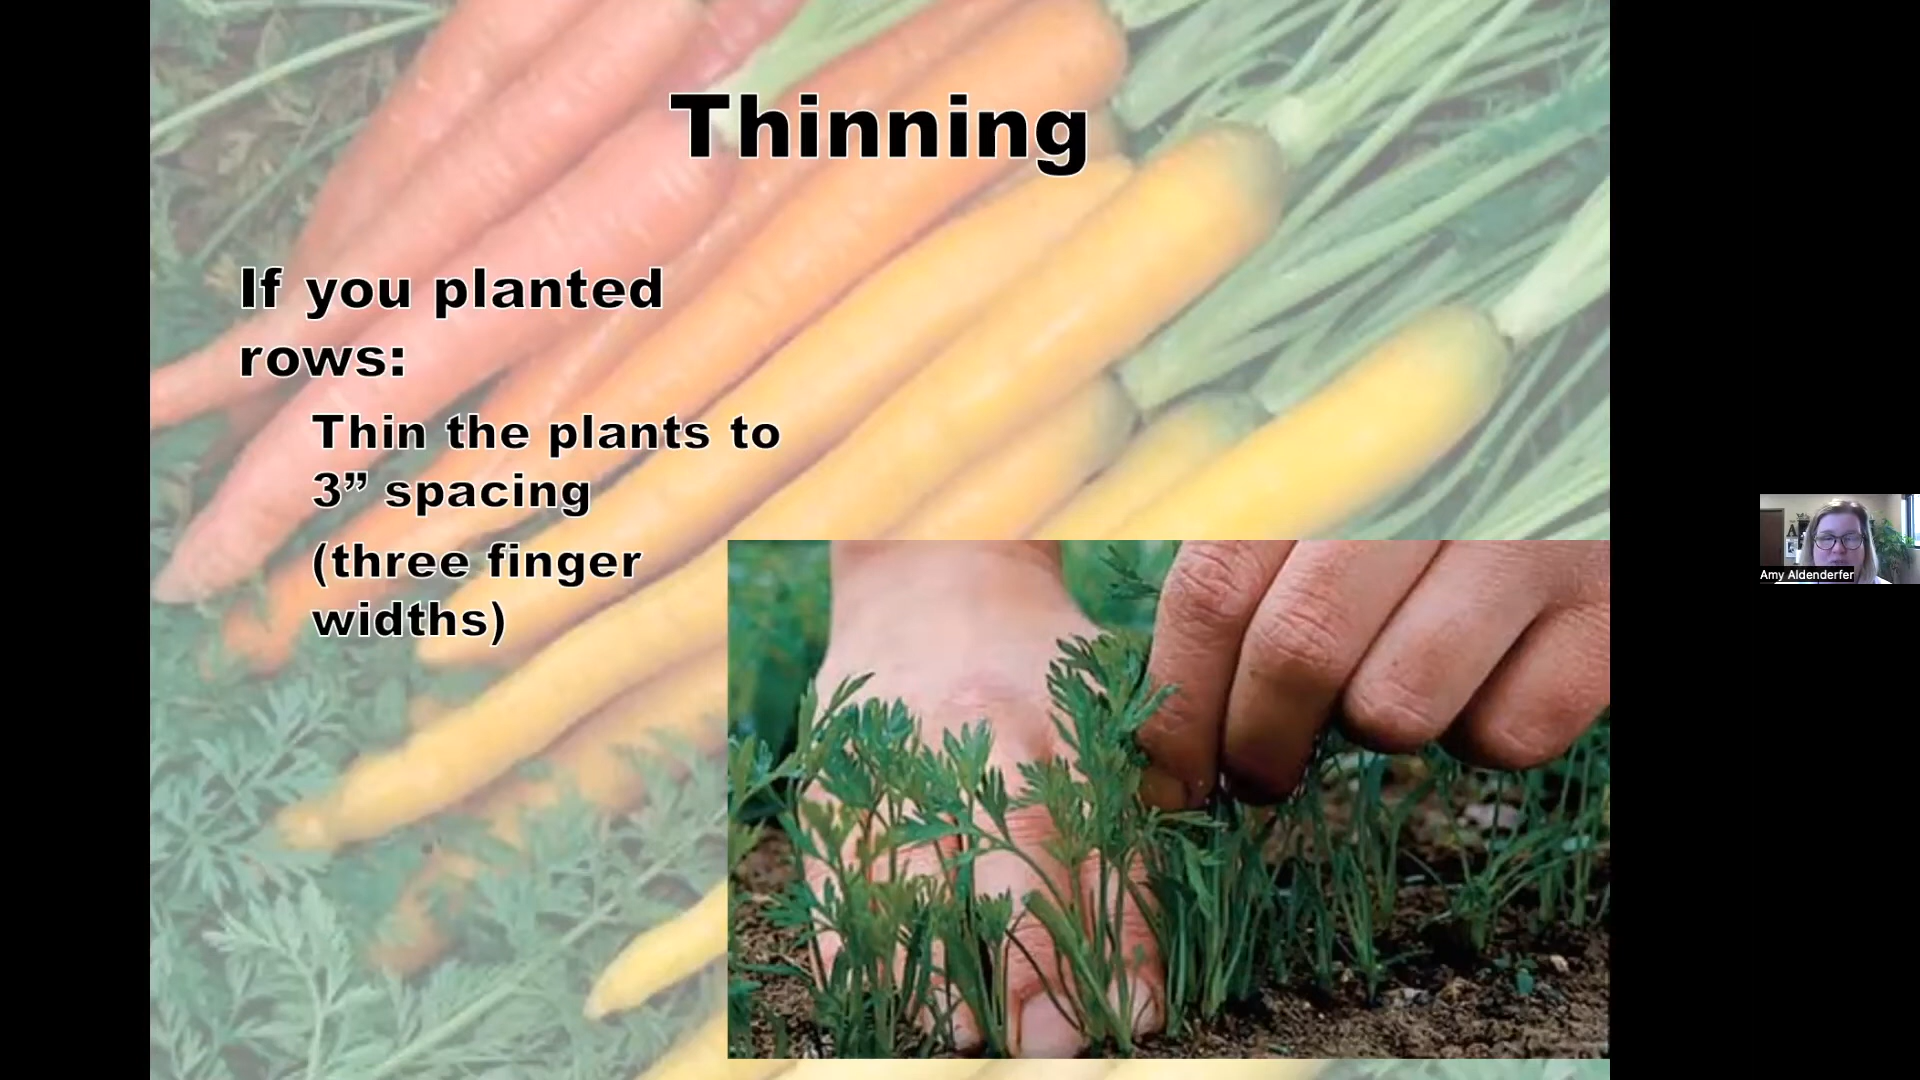 Thinning
If you planted
rows:
Thin the plants to
3” spacing
(three finger
widths)
Amy Aldenderfer